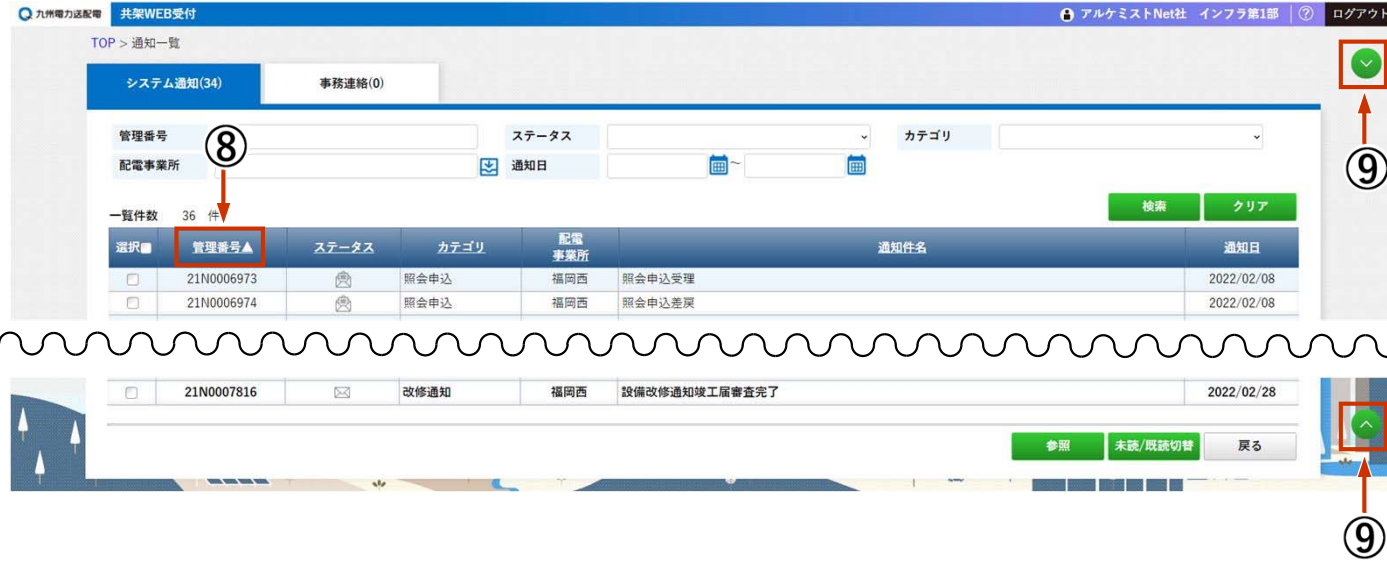 九州電力送配電 共架WEB受付 アルケミストNet社 インフラ第1部 ? ログアウト
TOP > 通知一覧
システム通知(34) 事務連絡(0)
管理番号 ステータス カテゴリ
配電事業所 通知日 ~
⑧
⑨
検索 クリア
一覧件数 36 件
選択 管理番号▲ ステータス カテゴリ 配電事業所 通知件名 通知日
21N0006973 照会申込 福岡西 照会申込受理 2022/02/08
21N0006974 照会申込 福岡西 照会申込差戻 2022/02/08
21N0007816 改修通知 福岡西 設備改修通知竣工届審査完了 2022/02/28
参照 未読/既読切替 戻る
⑨